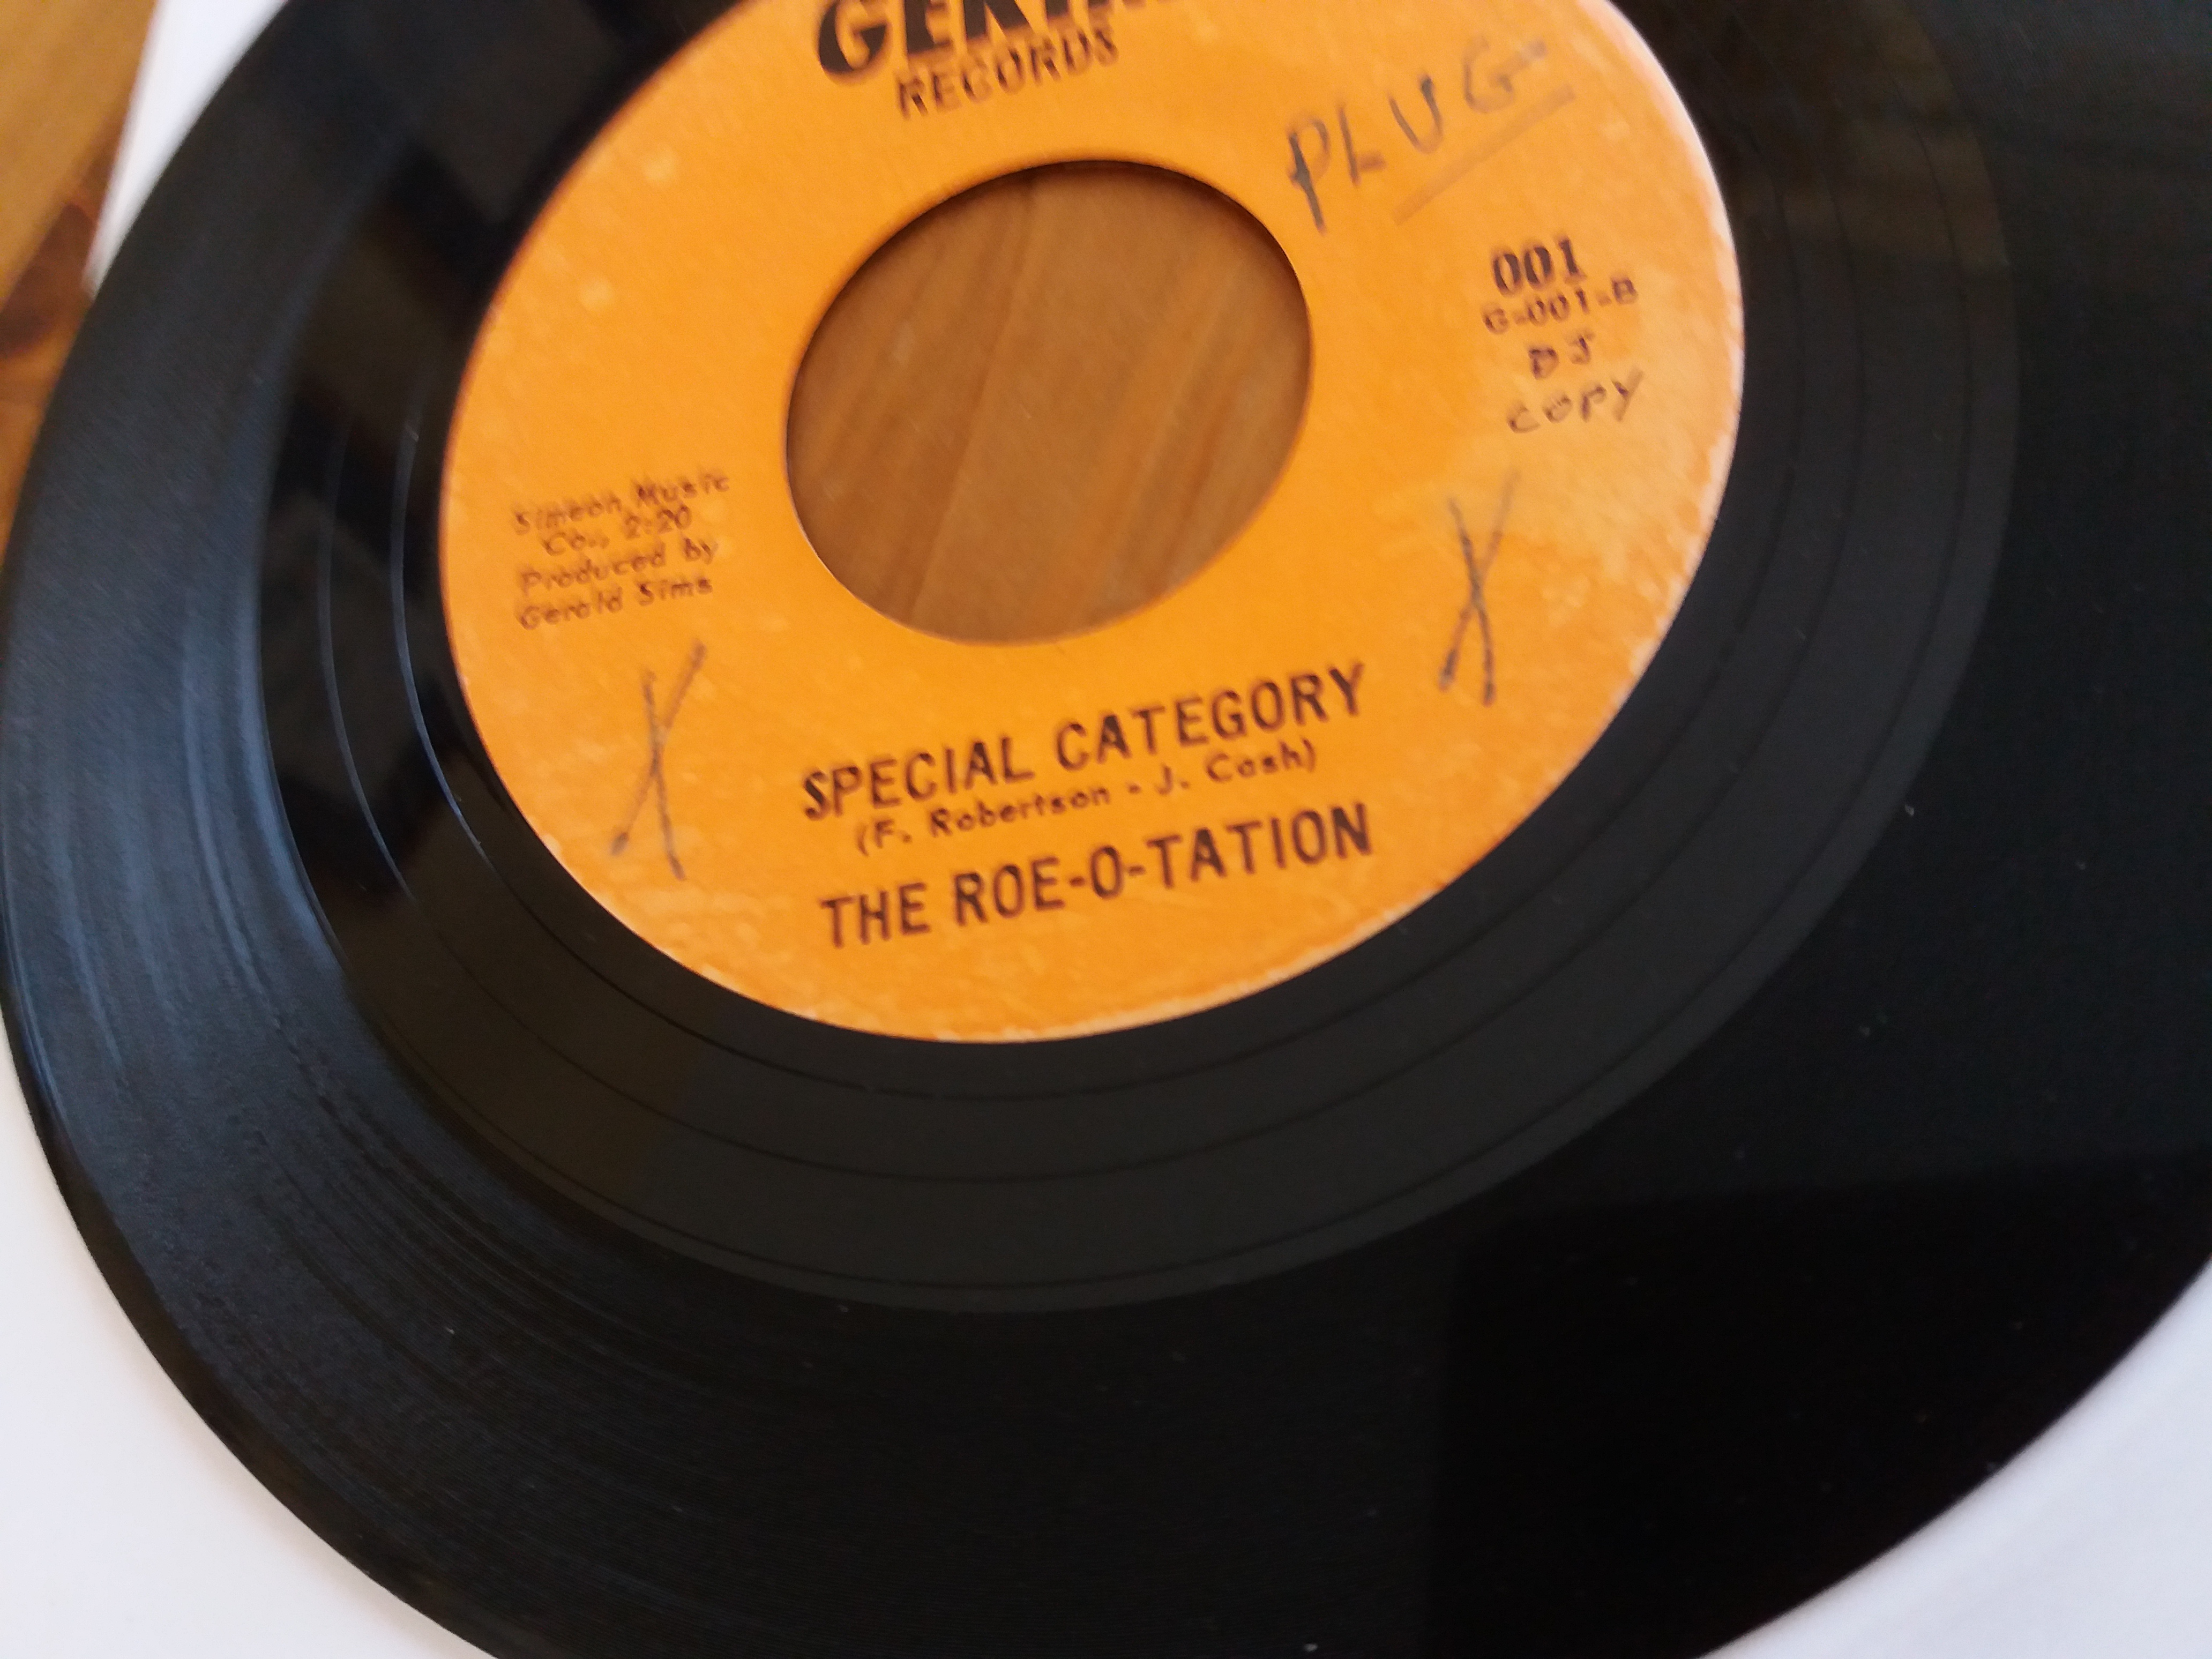 RECORDS
PLUG
001
G-001-B
DJ
COPY
Simeon Music
Co., 2:20
Produced by
Gerald Sims
X
X
SPECIAL CATEGORY
(F. Robertson - J. Cash)
THE ROE-O-TATION